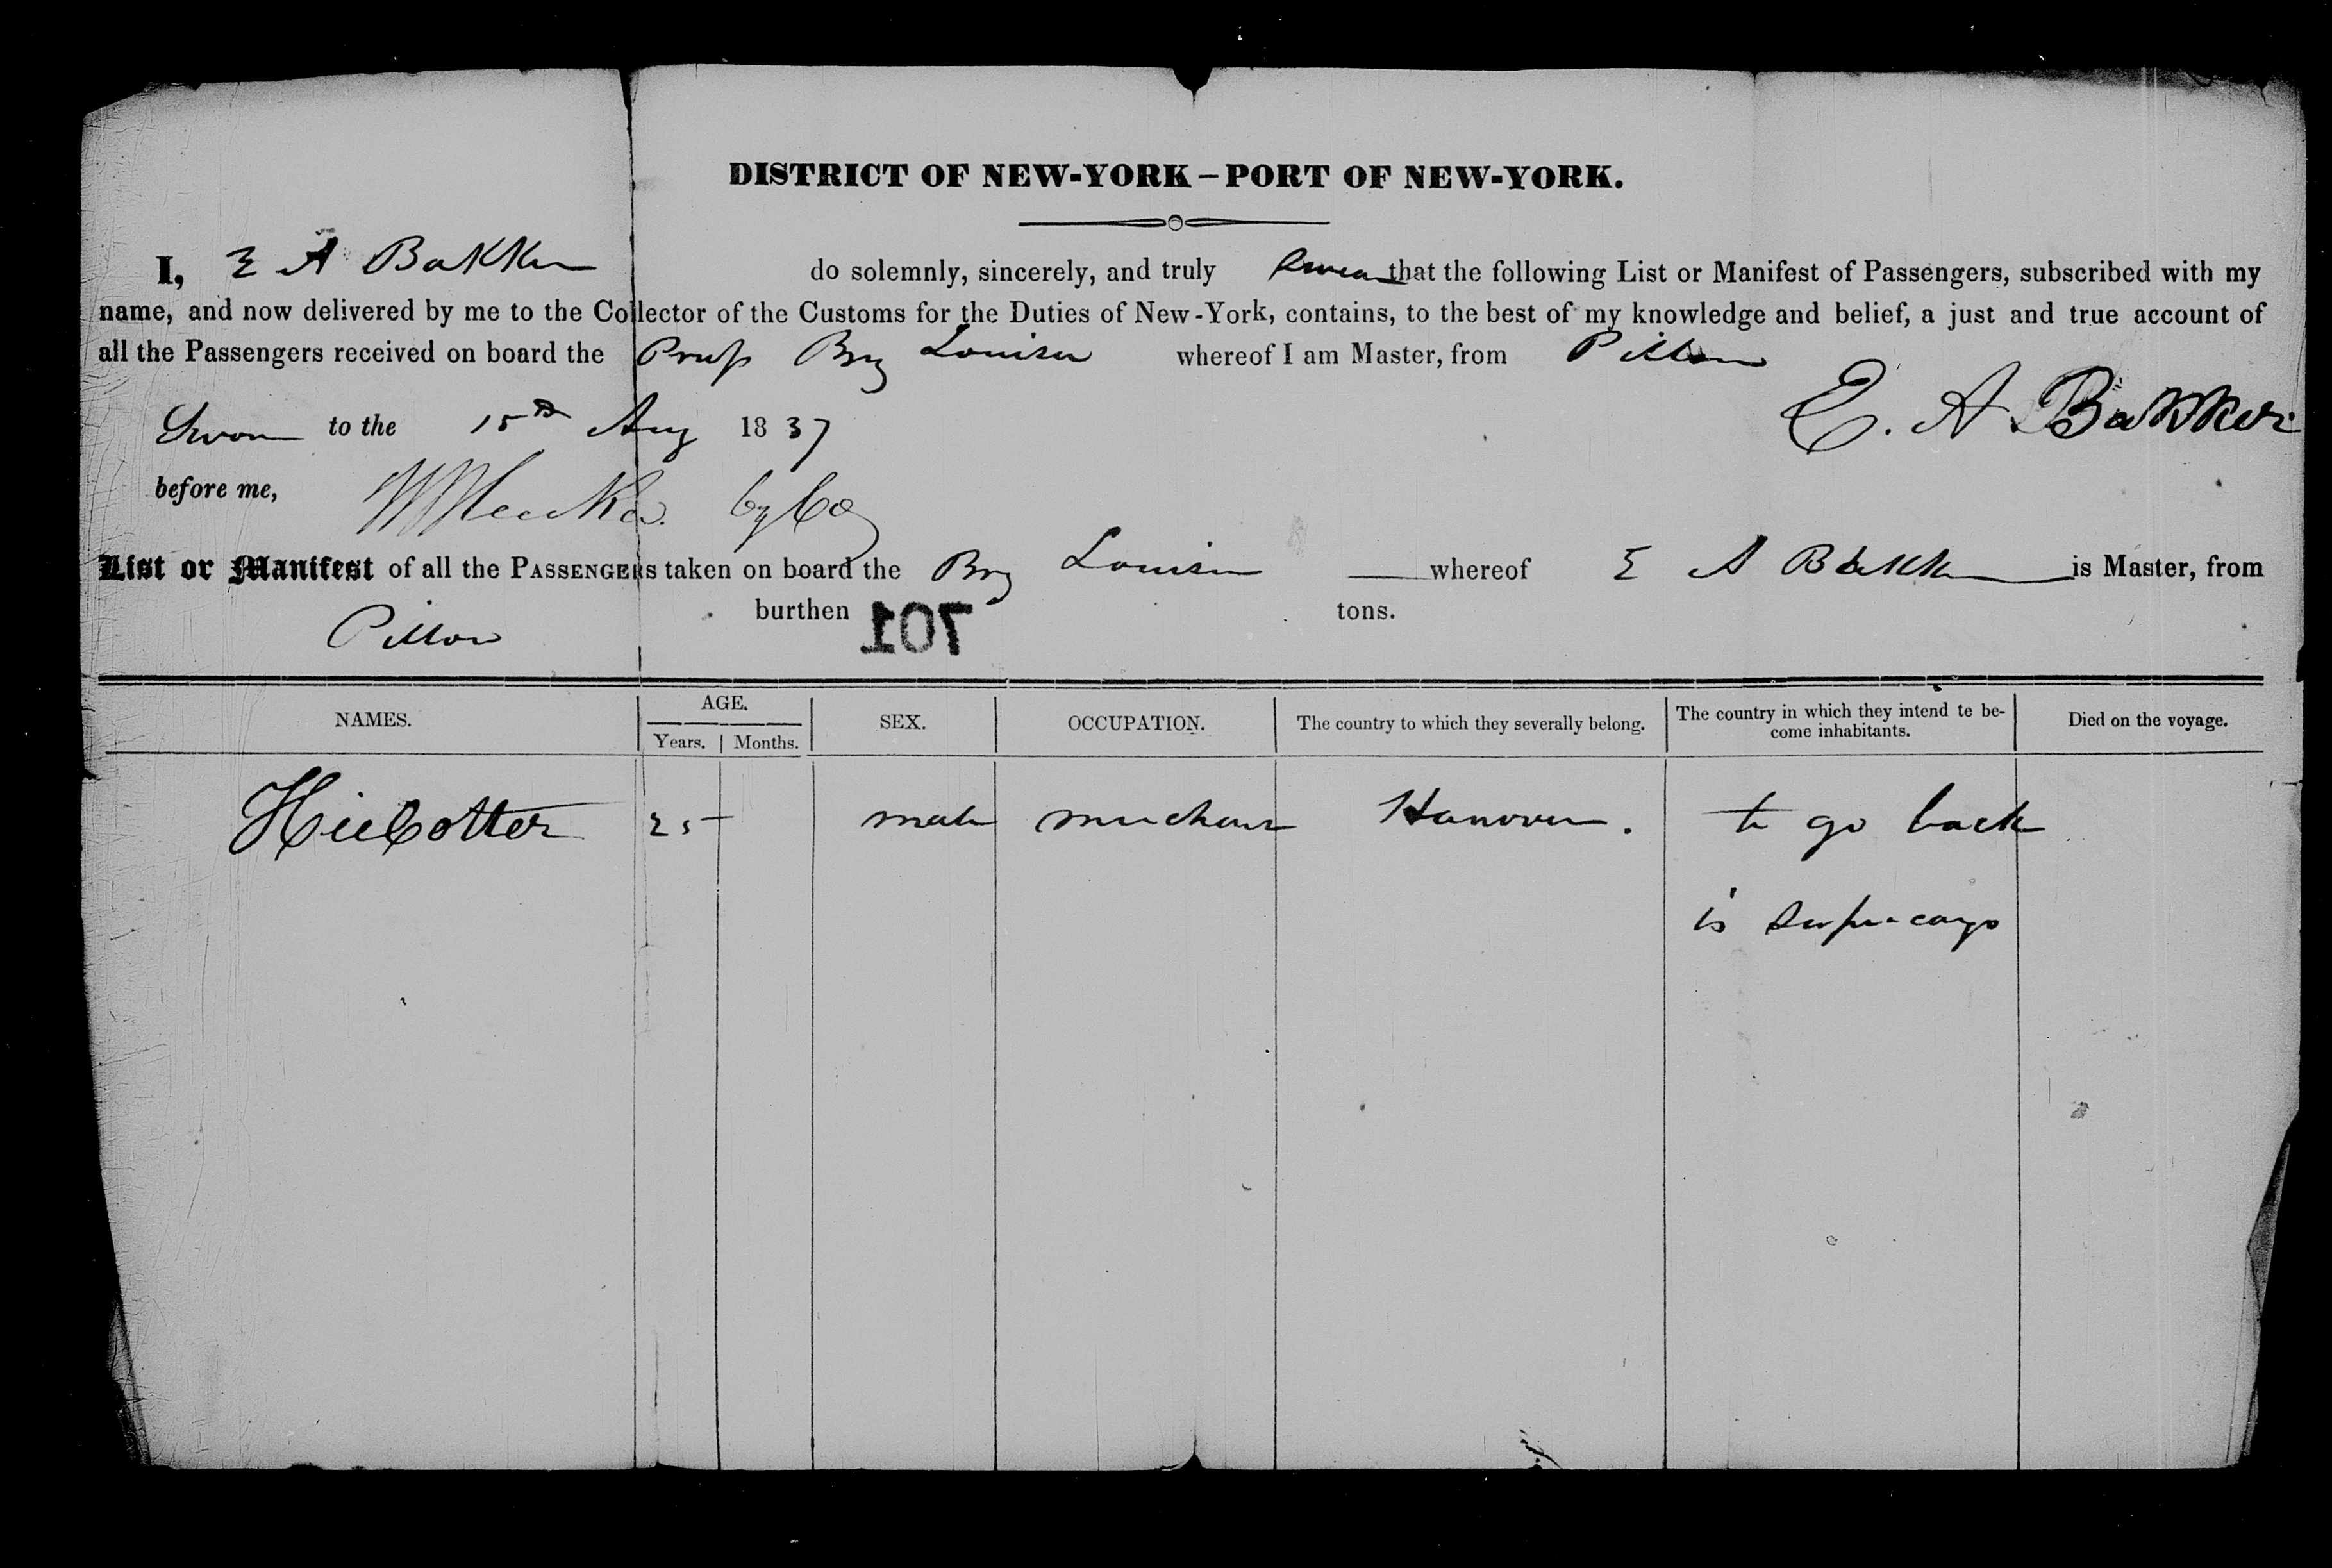 DISTRICT OF NEW-YORK – PORT OF NEW-YORK.
I, E A Bakker do solemnly, sincerely, and truly swear that the following List or Manifest of Passengers, subscribed with my
name, and now delivered by me to the Collector of the Customs for the Duties of New-York, contains, to the best of my knowledge and belief, a just and true account of
all the Passengers received on board the Pruss Brig Louisa whereof I am Master, from Pillau
E. A Bakker
Sworn to the 15th Aug 1837
before me,
List or Manifest of all the PASSENGERS taken on board the Brig Louisa whereof E A Bakker is Master, from
Pillau burthen 701 tons.
NAMES. AGE. SEX. OCCUPATION. The country to which they severally belong. The country in which they intend te be- Died on the voyage.
Years. Months. come inhabitants.
25 male merchant Hanover. to go back
is supercargo